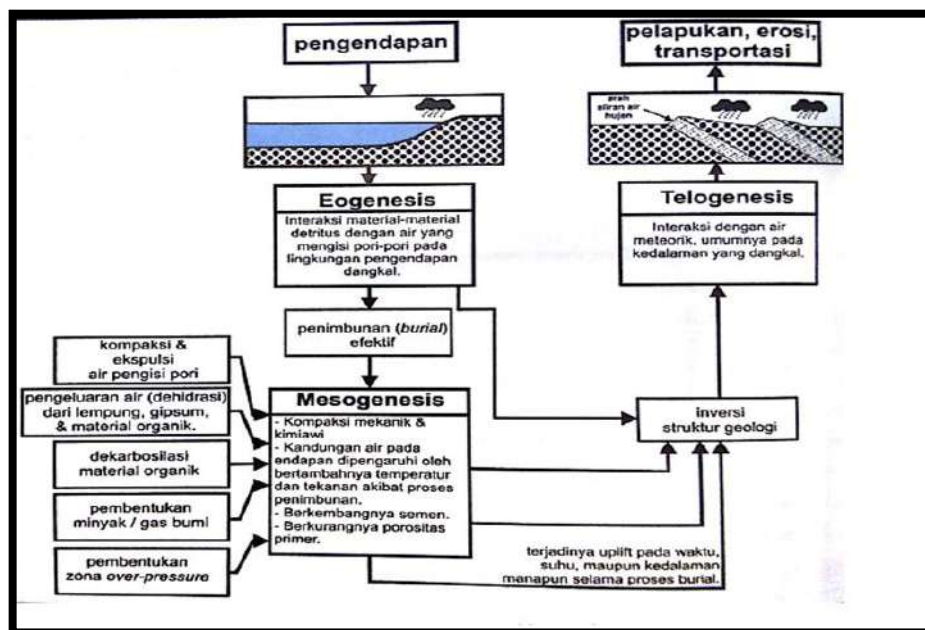 pengendapan
pelapukan, erosi,
transportasi
arah
aliran air
hujan
Eogenesis
Interaksi material-material
detritus dengan air yang
mengisi pori-pori pada
lingkungan pengendapan
dangkal.
Telogenesis
Interaksi dengan air
meteorik, umumnya pada
kedalaman yang dangkal.
penimbunan (burial)
efektif
kompaksi &
ekspulsi
air pengisi pori
pengeluaran air (dehidrasi)
dari lempung, gipsum,
& material organik.
dekarbosilasi
material organik
pembentukan
minyak / gas bumi
pembentukan
zona over-pressure
Mesogenesis
- Kompaksi mekanik &
kimiawi
- Kandungan air pada
endapan dipengaruhi oleh
bertambahnya temperatur
dan tekanan akibat proses
penimbunan.
- Berkembangnya semen.
- Berkurangnya porositas
primer.
inversi
struktur geologi
terjadinya uplift pada waktu,
suhu, maupun kedalaman
manapun selama proses burial.